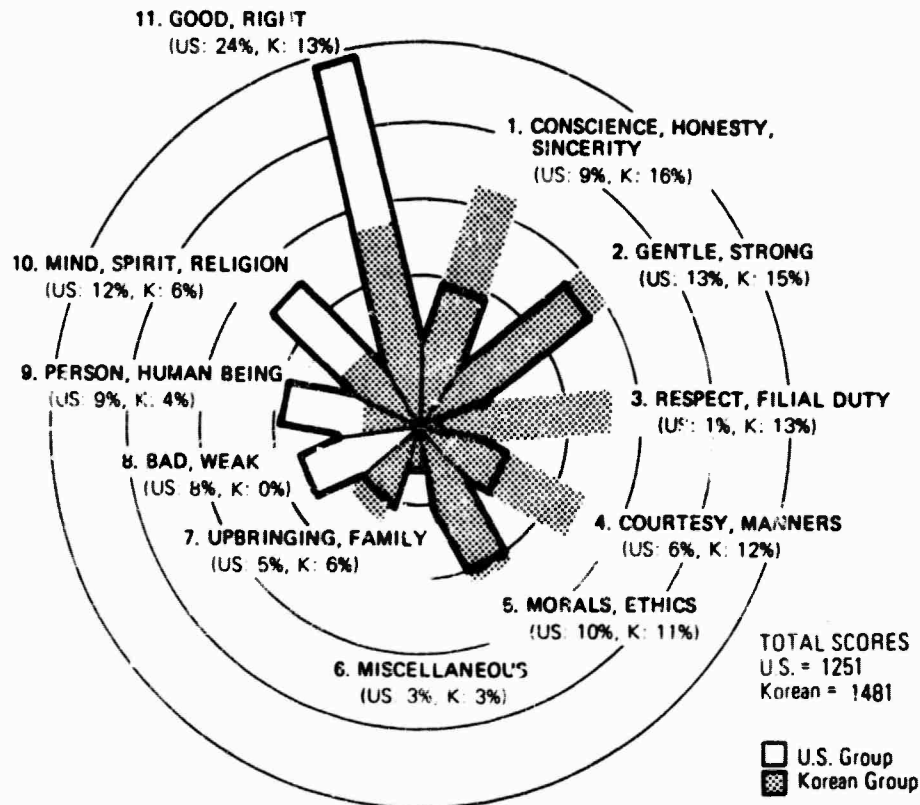 11. GOOD, RIGHT
(US: 24%, K: 13%)
1. CONSCIENCE, HONESTY,
SINCERITY
(US: 9%, K: 16%)
2. GENTLE, STRONG
(US: 13%, K: 15%)
3. RESPECT, FILIAL DUTY
(US: 1%, K: 13%)
4. COURTESY, MANNERS
(US: 6%, K: 12%)
5. MORALS, ETHICS
(US: 10%, K: 11%)
6. MISCELLANEOUS
(US: 3%, K: 3%)
7. UPBRINGING, FAMILY
(US: 5%, K: 6%)
8. BAD, WEAK
(US: 8%, K: 0%)
9. PERSON, HUMAN BEING
(US: 9%, K: 4%)
10. MIND, SPIRIT, RELIGION
(US: 12%, K: 6%)
TOTAL SCORES
U.S. = 1251
Korean = 1481
U.S. Group
Korean Group